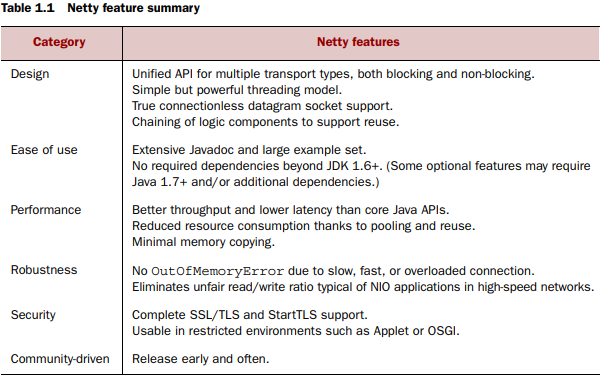 Table 1.1 Netty feature summary
Category Netty features
Design Unified API for multiple transport types, both blocking and non-blocking.
Simple but powerful threading model.
True connectionless datagram socket support.
Chaining of logic components to support reuse.
Ease of use Extensive Javadoc and large example set.
No required dependencies beyond JDK 1.6+. (Some optional features may require
Java 1.7+ and/or additional dependencies.)
Performance Better throughput and lower latency than core Java APIs.
Reduced resource consumption thanks to pooling and reuse.
Minimal memory copying.
Robustness No OutOfMemoryError due to slow, fast, or overloaded connection.
Eliminates unfair read/write ratio typical of NIO applications in high-speed networks.
Security Complete SSL/TLS and StartTLS support.
Usable in restricted environments such as Applet or OSGI.
Community-driven Release early and often.